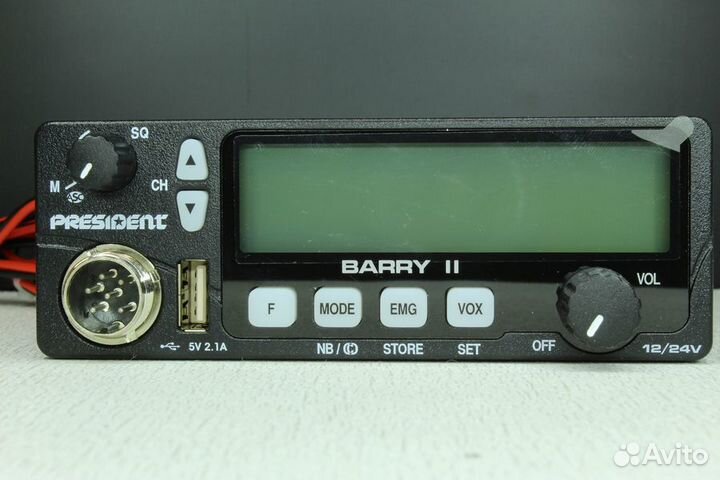 SQ
M
ASC
CH
▲
▼
PRESIDENT
BARRY II
F
MODE
EMG
VOX
VOL
5V 2.1A
NB /
STORE
SET
OFF
12/24V
Avito